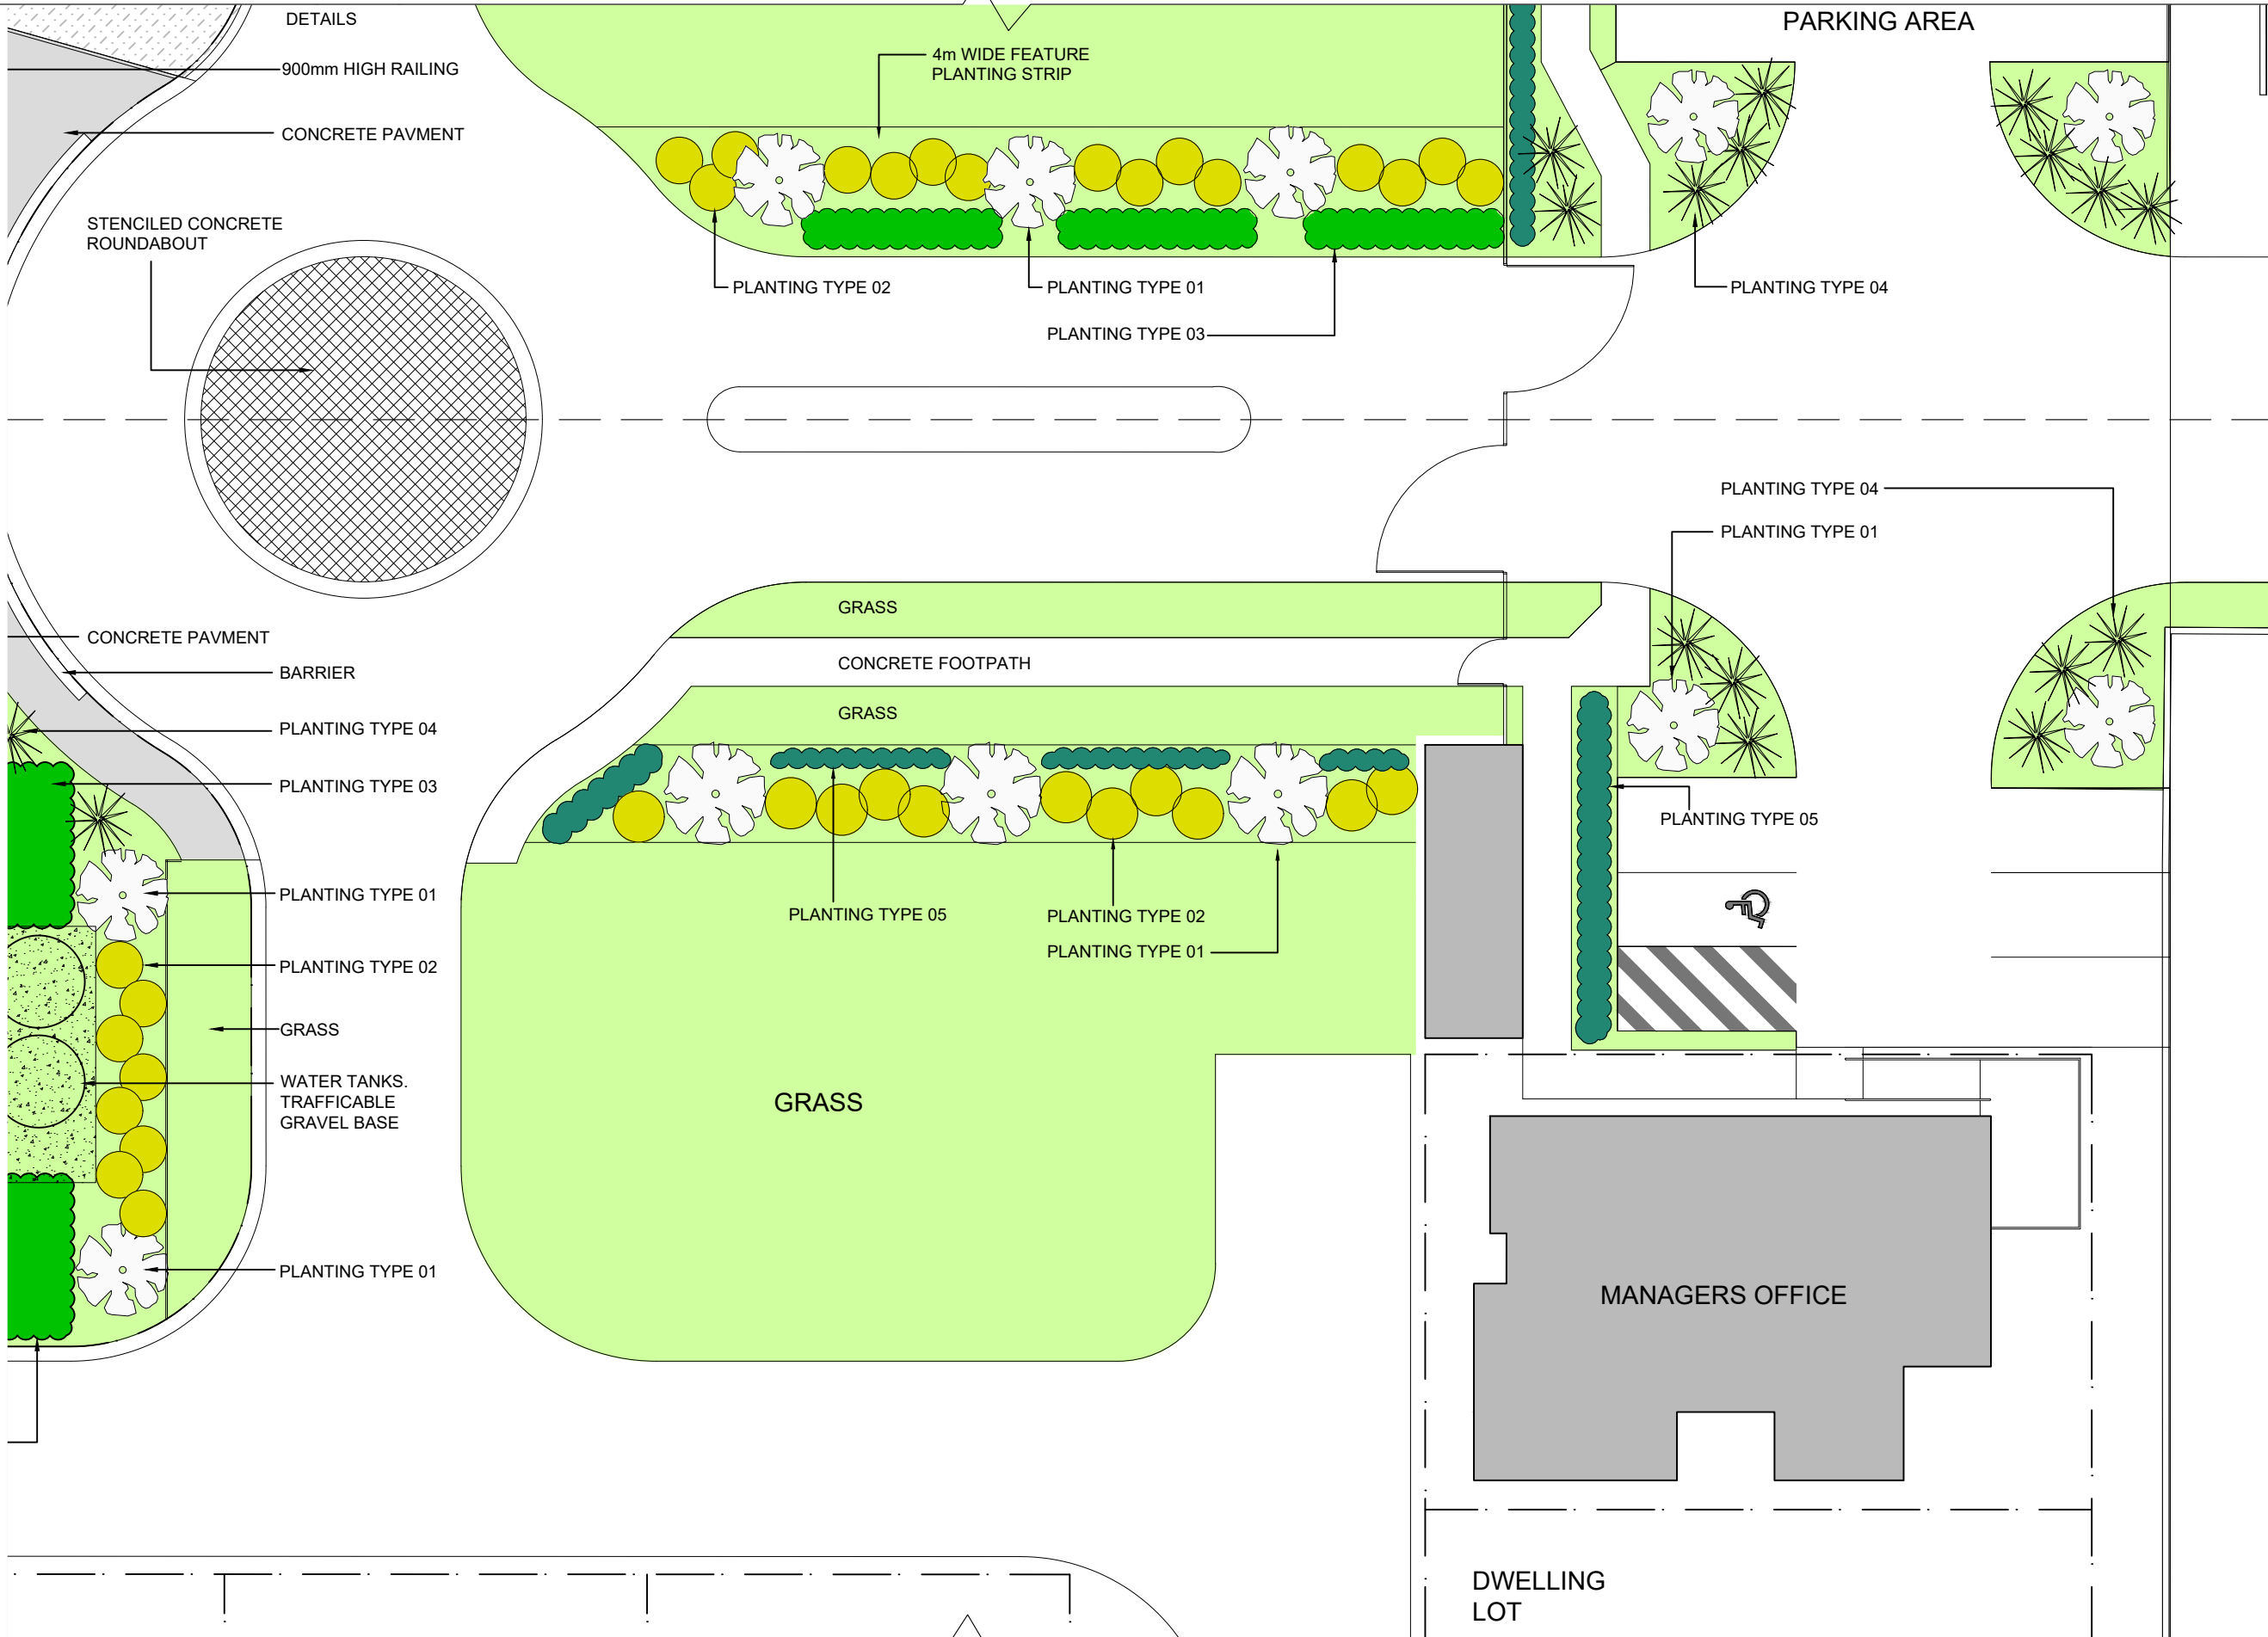 DETAILS
PARKING AREA
4m WIDE FEATURE
PLANTING STRIP
900mm HIGH RAILING
CONCRETE PAVMENT
STENCILED CONCRETE
ROUNDABOUT
PLANTING TYPE 02
PLANTING TYPE 01
PLANTING TYPE 04
PLANTING TYPE 03
PLANTING TYPE 04
PLANTING TYPE 01
GRASS
CONCRETE PAVMENT
CONCRETE FOOTPATH
BARRIER
GRASS
PLANTING TYPE 04
PLANTING TYPE 03
PLANTING TYPE 05
PLANTING TYPE 01
PLANTING TYPE 05
PLANTING TYPE 02
PLANTING TYPE 01
PLANTING TYPE 02
GRASS
WATER TANKS.
TRAFFICABLE
GRAVEL BASE
GRASS
PLANTING TYPE 01
MANAGERS OFFICE
DWELLING
LOT